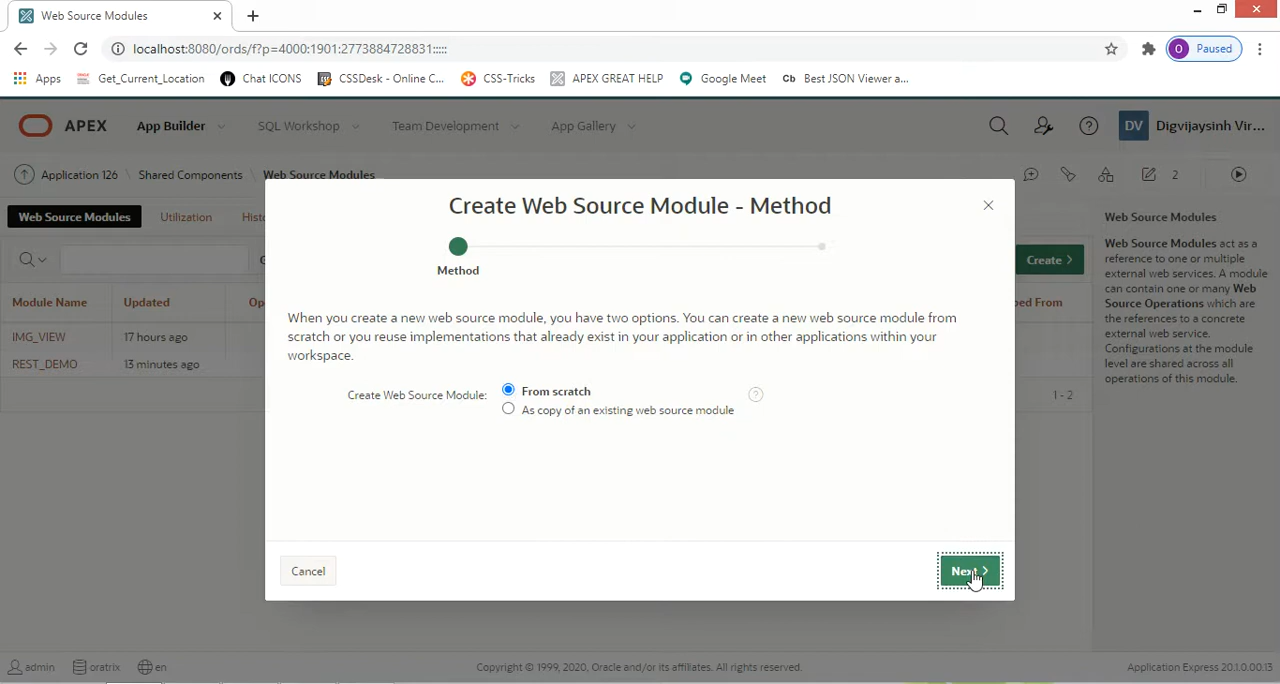 Web Source Modules
localhost:8080/ords/f?p=4000:1901:2773884728831:::::
O Paused
Apps Get_Current_Location Chat ICONS CSSDesk - Online C... CSS-Tricks APEX GREAT HELP Google Meet Cb Best JSON Viewer a...
APEX App Builder SQL Workshop Team Development App Gallery DV Digvijaysinh Vir...
Application 126 \ Shared Components \ Web Source Modules 2
Web Source Modules Utilization Histo
Create
Module Name Updated Op ped From
IMG_VIEW 17 hours ago
REST_DEMO 13 minutes ago
1 - 2
Create Web Source Module - Method
Method
When you create a new web source module, you have two options. You can create a new web source module from
scratch or you reuse implementations that already exist in your application or in other applications within your
workspace.
Create Web Source Module: From scratch
As copy of an existing web source module
Cancel Next
Web Source Modules
Web Source Modules act as a
reference to one or multiple
external web services. A module
can contain one or many Web
Source Operations which are
the references to a concrete
external web service.
Configurations at the module
level are shared across all
operations of this module.
admin oratrix en Copyright © 1999, 2020, Oracle and/or its affiliates. All rights reserved. Application Express 20.1.0.00.13